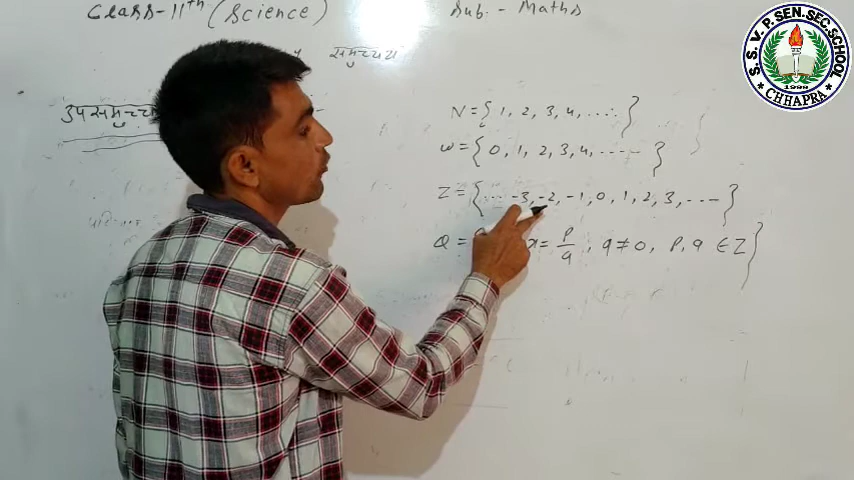 Class-11th (Science) Sub:- Maths
समुच्चय
उपसमुच्चय
N={ 1, 2, 3, 4, ..... }
W={ 0, 1, 2, 3, 4, ..... }
Z={ ... -3, -2, -1, 0, 1, 2, 3, ... }
Q = x= p/q , q≠0, p, q ∈ Z }
S. S. V. P. SEN. SEC. SCHOOL
1998
CHHAPRA